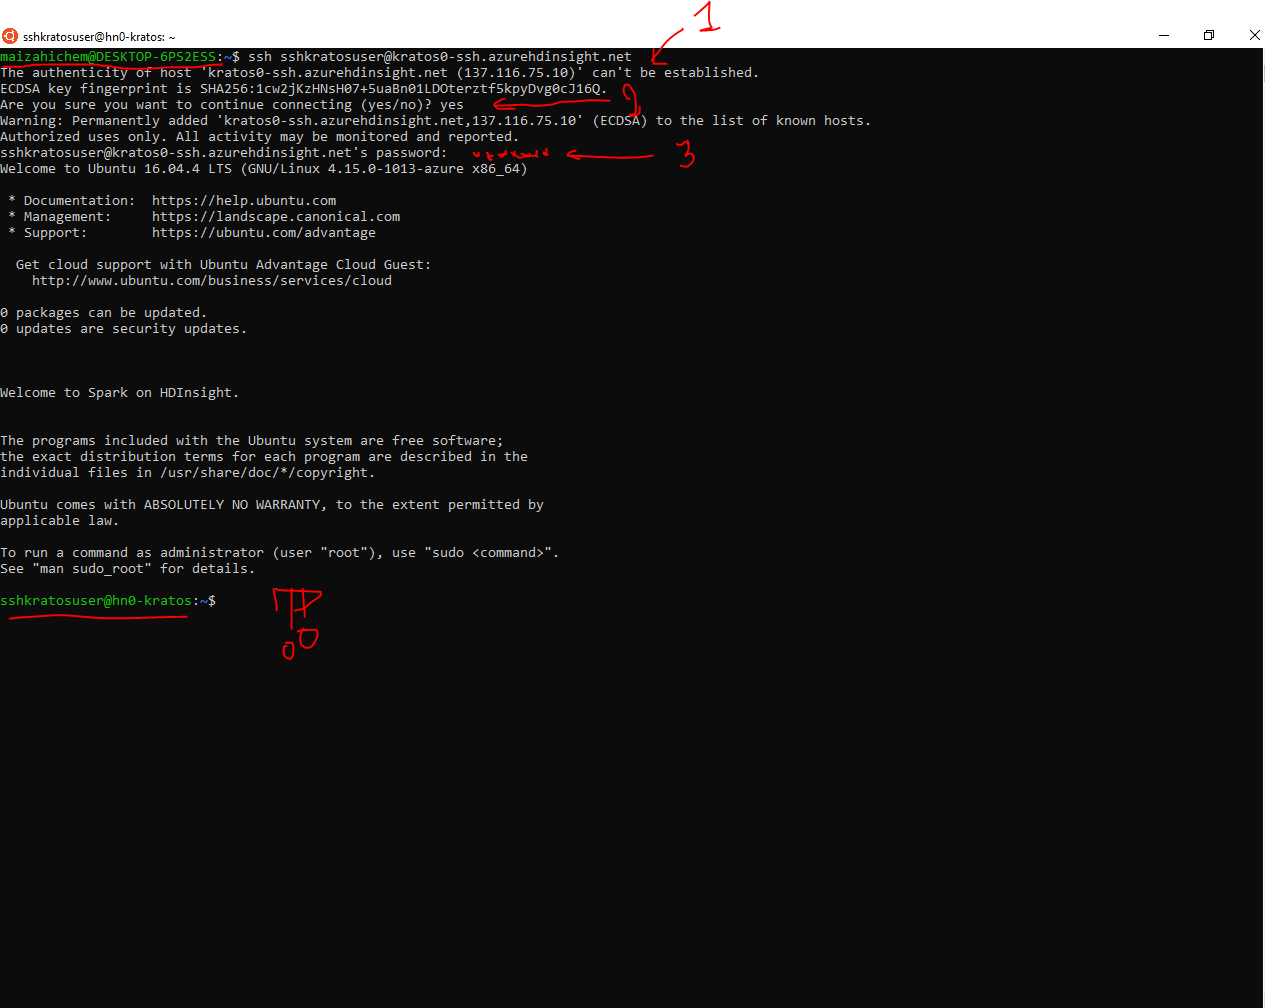 1
sshkratosuser@hn0-kratos: ~
maizahichem@DESKTOP-6PS2ESS:~$ ssh sshkratosuser@kratos0-ssh.azurehdinsight.net
The authenticity of host 'kratos0-ssh.azurehdinsight.net (137.116.75.10)' can't be established.
ECDSA key fingerprint is SHA256:1cw2jKzHNsH07+5uaBn01LDOterztf5kpyDvg0cJ16Q.
Are you sure you want to continue connecting (yes/no)? yes
2
Warning: Permanently added 'kratos0-ssh.azurehdinsight.net,137.116.75.10' (ECDSA) to the list of known hosts.
Authorized uses only. All activity may be monitored and reported.
sshkratosuser@kratos0-ssh.azurehdinsight.net's password:
3
Welcome to Ubuntu 16.04.4 LTS (GNU/Linux 4.15.0-1013-azure x86_64)
* Documentation:  https://help.ubuntu.com
* Management:     https://landscape.canonical.com
* Support:        https://ubuntu.com/advantage
Get cloud support with Ubuntu Advantage Cloud Guest:
http://www.ubuntu.com/business/services/cloud
0 packages can be updated.
0 updates are security updates.
Welcome to Spark on HDInsight.
The programs included with the Ubuntu system are free software;
the exact distribution terms for each program are described in the
individual files in /usr/share/doc/*/copyright.
Ubuntu comes with ABSOLUTELY NO WARRANTY, to the extent permitted by
applicable law.
To run a command as administrator (user "root"), use "sudo <command>".
See "man sudo_root" for details.
sshkratosuser@hn0-kratos:~$